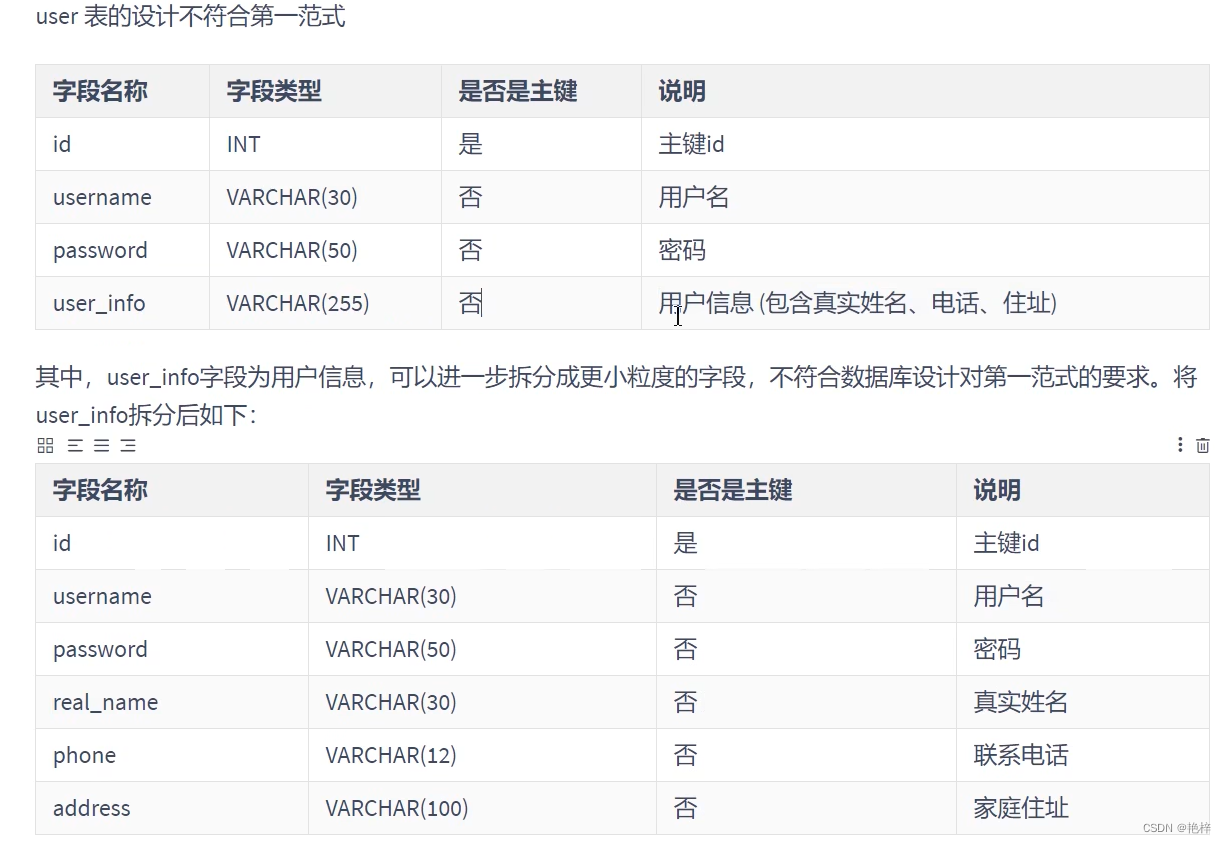 user 表的设计不符合第一范式
字段名称 字段类型 是否是主键 说明
id INT 是 主键id
username VARCHAR(30) 否 用户名
password VARCHAR(50) 否 密码
user_info VARCHAR(255) 否 用户信息 (包含真实姓名、电话、住址)
其中，user_info字段为用户信息，可以进一步拆分成更小粒度的字段，不符合数据库设计对第一范式的要求。将
user_info拆分后如下：
字段名称 字段类型 是否是主键 说明
id INT 是 主键id
username VARCHAR(30) 否 用户名
password VARCHAR(50) 否 密码
real_name VARCHAR(30) 否 真实姓名
phone VARCHAR(12) 否 联系电话
address VARCHAR(100) 否 家庭住址
CSDN @艳梓